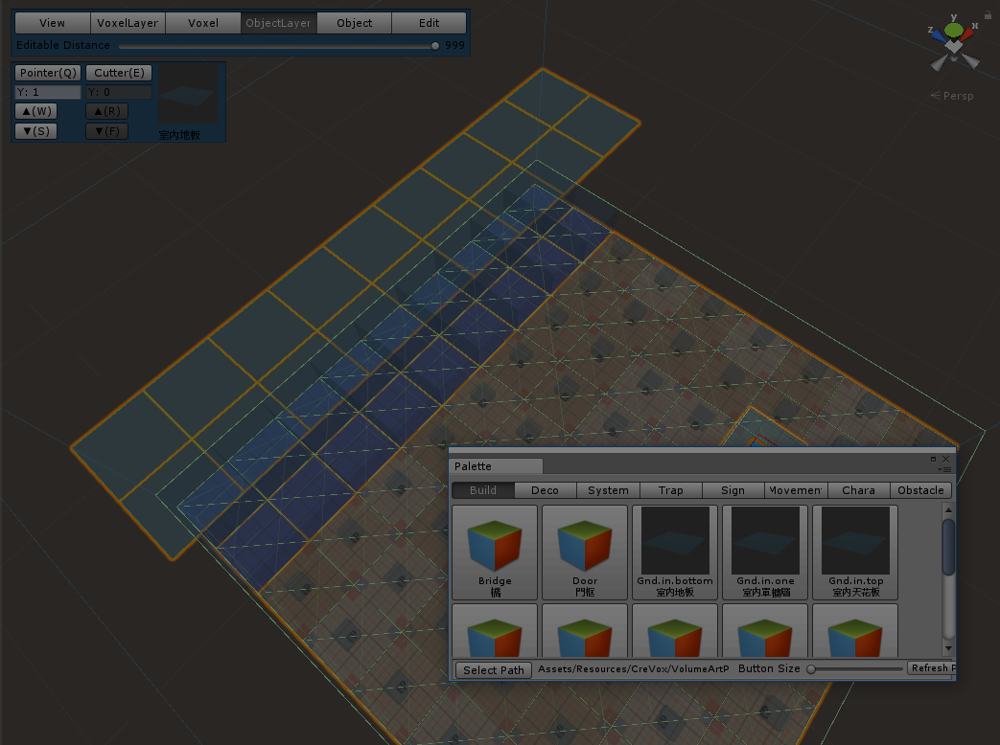 View VoxelLayer Voxel ObjectLayer Object Edit
Editable Distance 999
Pointer(Q) Cutter(E)
Y: 1 Y: 0
▲(W) ▲(R)
▼(S) ▼(F)
室內地板
y
z x
Persp
Palette
Build Deco System Trap Sign Movemen Chara Obstacle
Bridge Door Gnd.in.bottom Gnd.in.one Gnd.in.top
橋 門框 室內地板 室內單體層 室內天花板
Select Path Assets/Resources/CreVox/VolumeArtP Button Size Refresh P